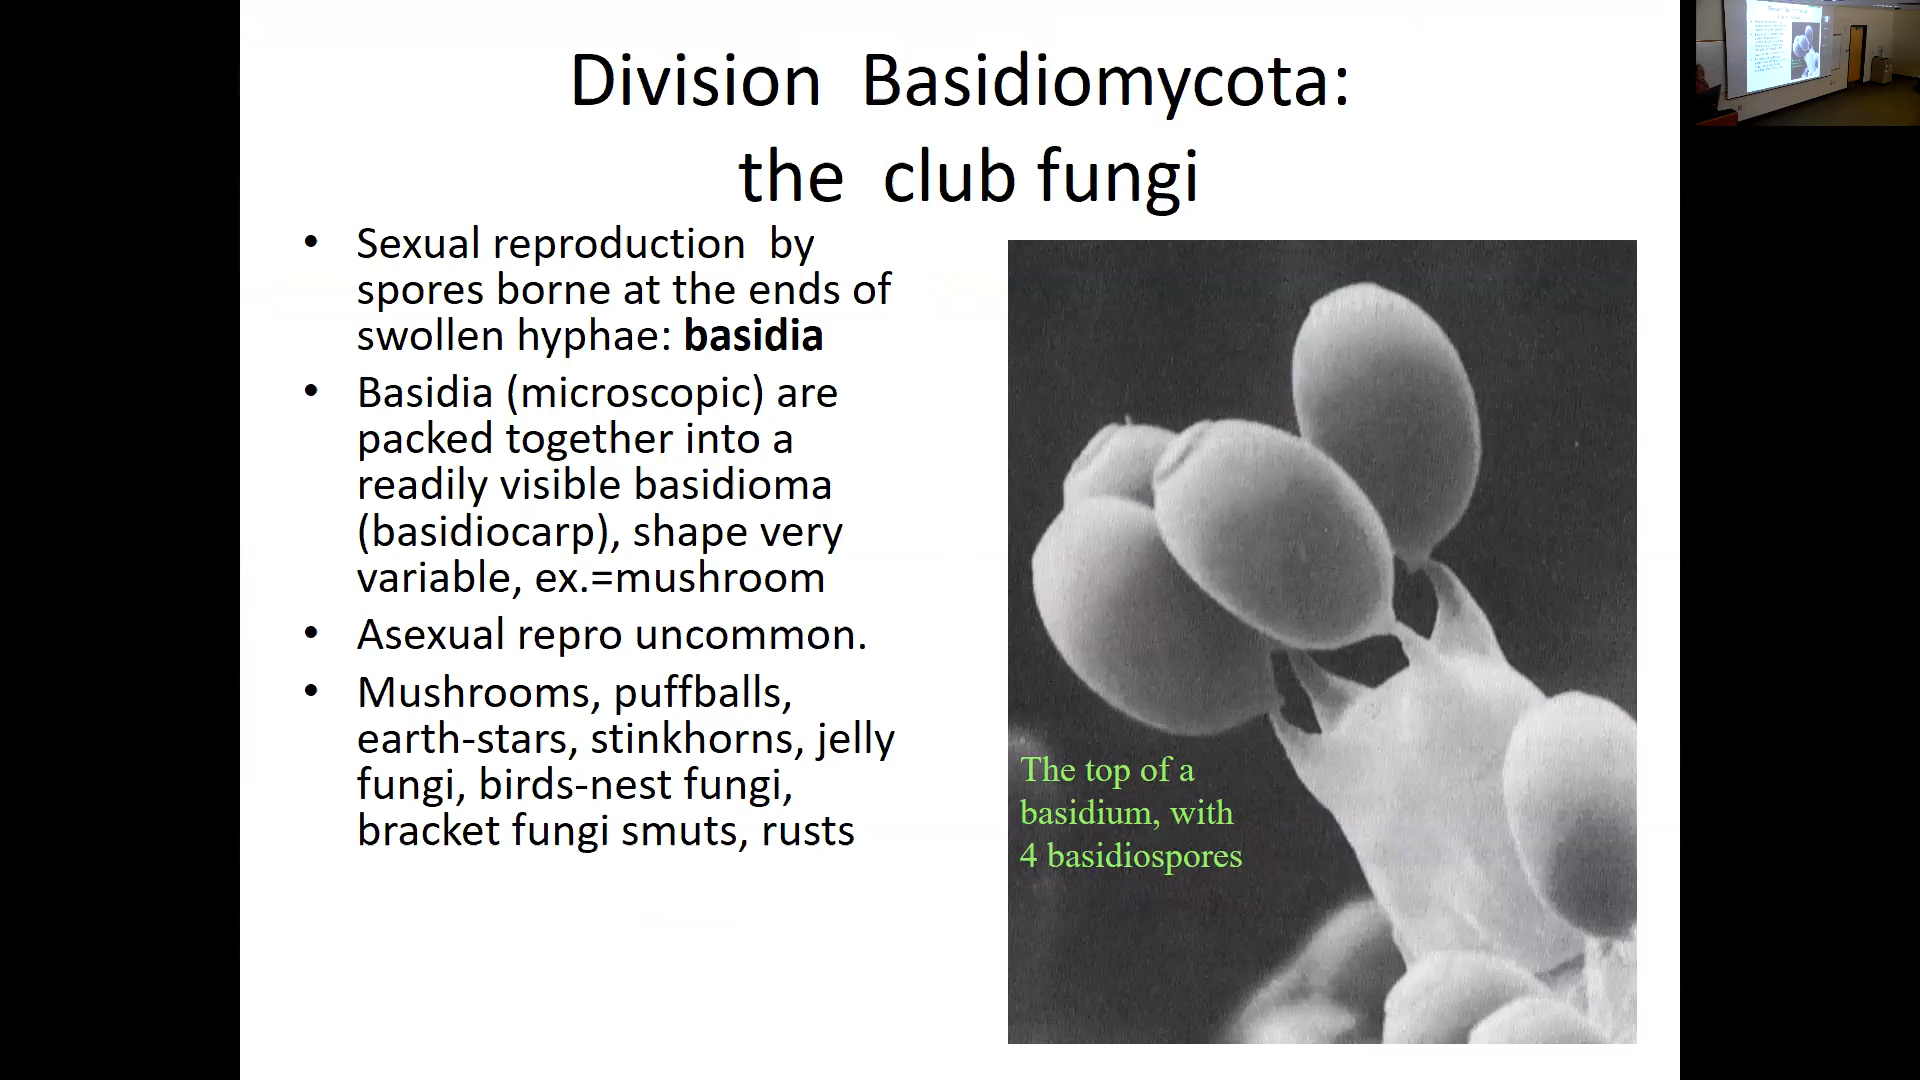 Division Basidiomycota:
the club fungi
• Sexual reproduction by
spores borne at the ends of
swollen hyphae: basidia
• Basidia (microscopic) are
packed together into a
readily visible basidioma
(basidiocarp), shape very
variable, ex.=mushroom
• Asexual repro uncommon.
• Mushrooms, puffballs,
earth-stars, stinkhorns, jelly
fungi, birds-nest fungi,
bracket fungi smuts, rusts
The top of a
basidium, with
4 basidiospores